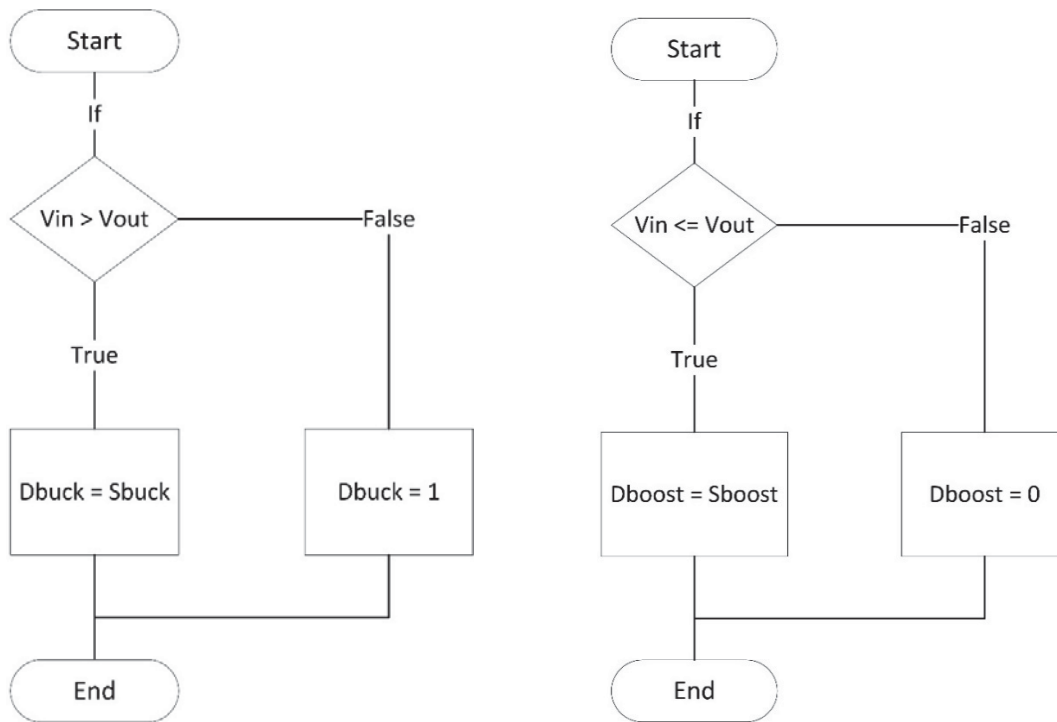 Start
If
Vin > Vout
False
True
Dbuck = Sbuck
Dbuck = 1
End
Start
If
Vin <= Vout
False
True
Dboost = Sboost
Dboost = 0
End